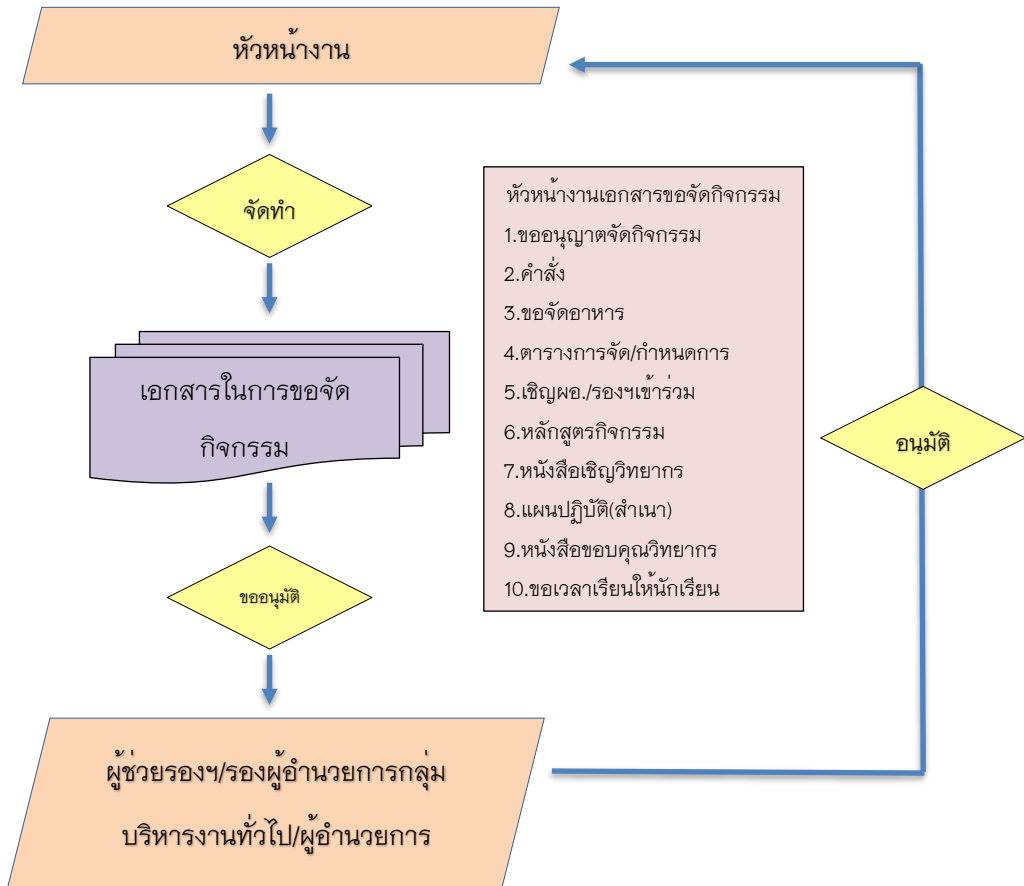 หัวหน้างาน
จัดทำ
เอกสารในการขอจัด
กิจกรรม
ขออนุมัติ
ผู้ช่วยรองฯ/รองผู้อำนวยการกลุ่ม
บริหารงานทั่วไป/ผู้อำนวยการ
หัวหน้างานเอกสารขอจัดกิจกรรม
1.ขออนุญาตจัดกิจกรรม
2.คำสั่ง
3.ขอจัดอาหาร
4.ตารางการจัด/กำหนดการ
5.เชิญผอ./รองฯเข้าร่วม
6.หลักสูตรกิจกรรม
7.หนังสือเชิญวิทยากร
8.แผนปฏิบัติ(สำเนา)
9.หนังสือขอบคุณวิทยากร
10.ขอเวลาเรียนให้นักเรียน
อนุมัติ